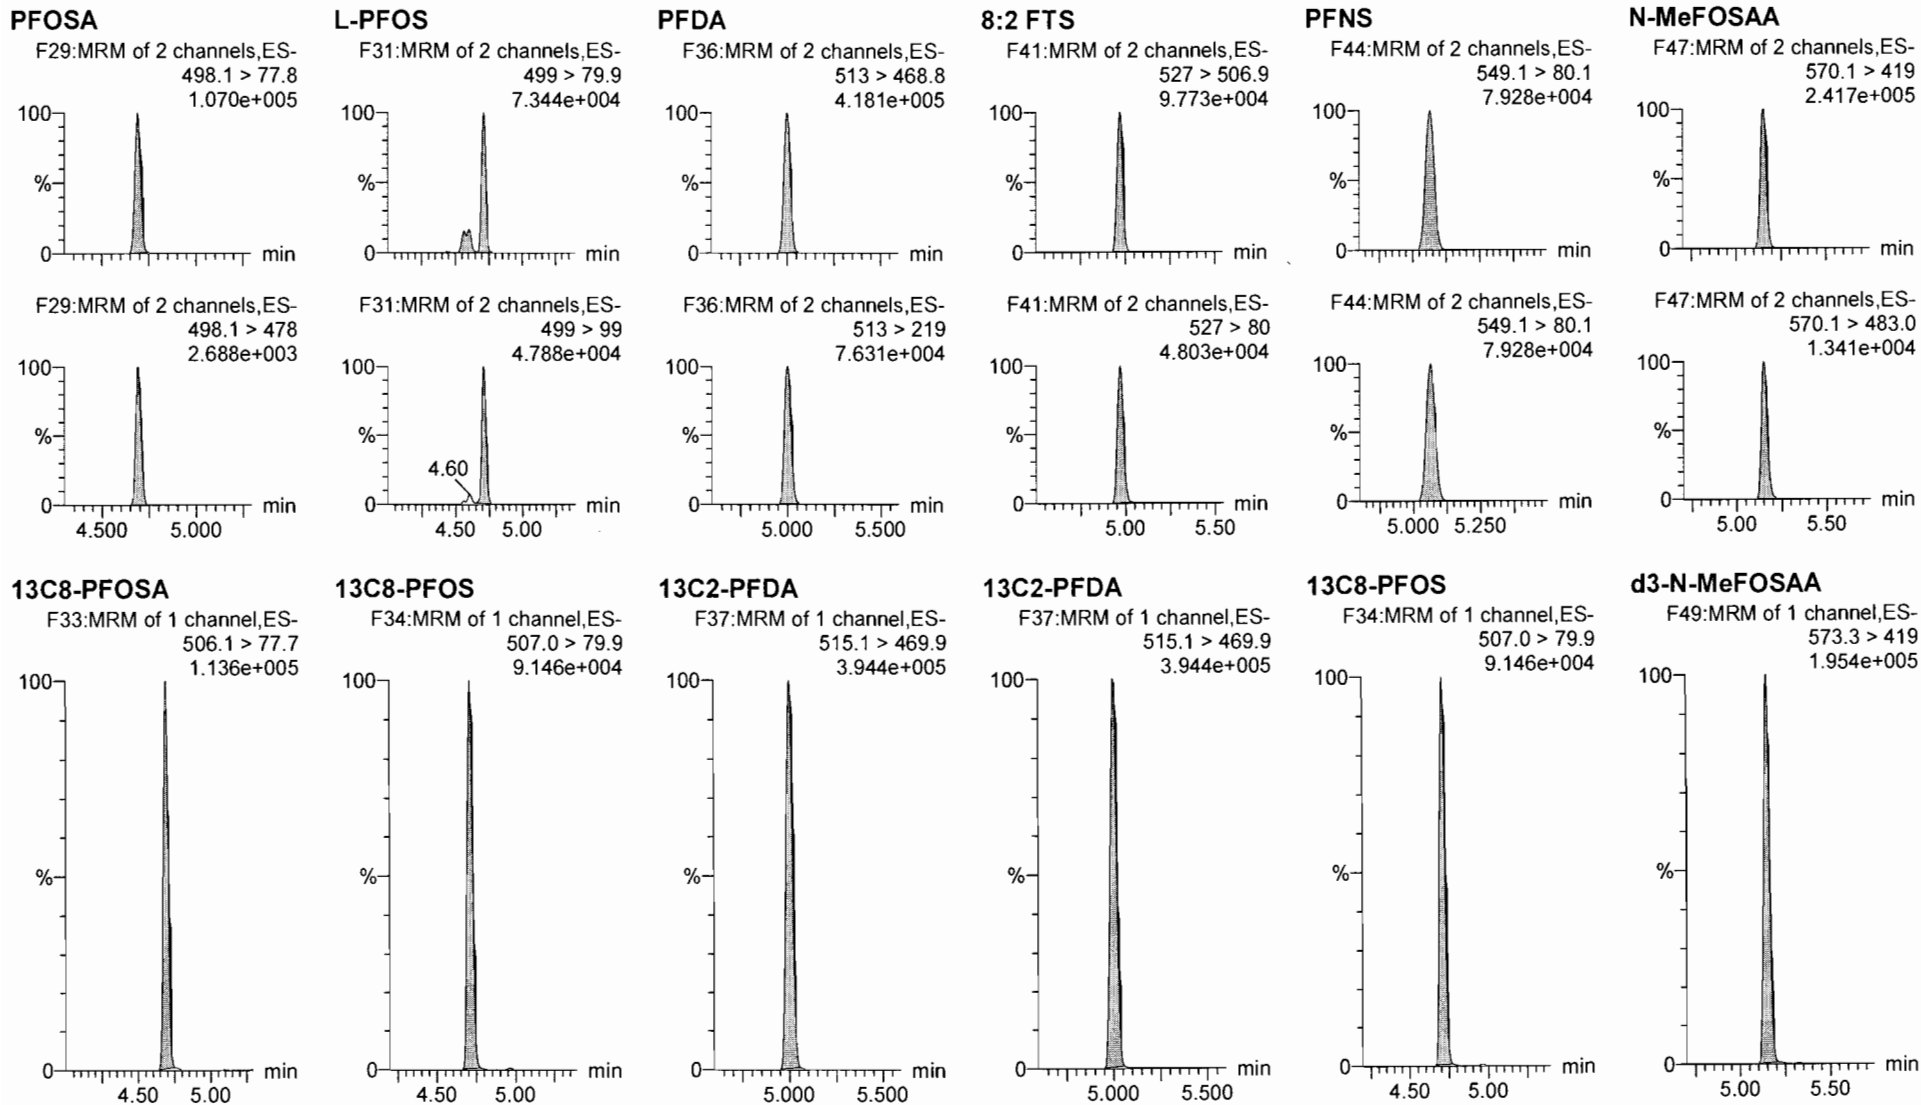 PFOSA
F29:MRM of 2 channels,ES-
498.1 > 77.8
1.070e+005
100
%
0
min
F29:MRM of 2 channels,ES-
498.1 > 478
2.688e+003
100
%
0
min
4.500 5.000
13C8-PFOSA
F33:MRM of 1 channel,ES-
506.1 > 77.7
1.136e+005
100
%
0
min
4.50 5.00
L-PFOS
F31:MRM of 2 channels,ES-
499 > 79.9
7.344e+004
100
%
0
min
F31:MRM of 2 channels,ES-
499 > 99
4.788e+004
100
%
4.60
0
min
4.50 5.00
13C8-PFOS
F34:MRM of 1 channel,ES-
507.0 > 79.9
9.146e+004
100
%
0
min
4.50 5.00
PFDA
F36:MRM of 2 channels,ES-
513 > 468.8
4.181e+005
100
%
0
min
F36:MRM of 2 channels,ES-
513 > 219
7.631e+004
100
%
0
min
5.000 5.500
13C2-PFDA
F37:MRM of 1 channel,ES-
515.1 > 469.9
3.944e+005
100
%
0
min
5.000 5.500
8:2 FTS
F41:MRM of 2 channels,ES-
527 > 506.9
9.773e+004
100
%
0
min
F41:MRM of 2 channels,ES-
527 > 80
4.803e+004
100
%
0
min
5.00 5.50
13C2-PFDA
F37:MRM of 1 channel,ES-
515.1 > 469.9
3.944e+005
100
%
0
min
5.000 5.500
PFNS
F44:MRM of 2 channels,ES-
549.1 > 80.1
7.928e+004
100
%
0
min
F44:MRM of 2 channels,ES-
549.1 > 80.1
7.928e+004
100
%
0
min
5.000 5.250
13C8-PFOS
F34:MRM of 1 channel,ES-
507.0 > 79.9
9.146e+004
100
%
0
min
4.50 5.00
N-MeFOSAA
F47:MRM of 2 channels,ES-
570.1 > 419
2.417e+005
100
%
0
min
F47:MRM of 2 channels,ES-
570.1 > 483.0
1.341e+004
100
%
0
min
5.00 5.50
d3-N-MeFOSAA
F49:MRM of 1 channel,ES-
573.3 > 419
1.954e+005
100
%
0
min
5.00 5.50